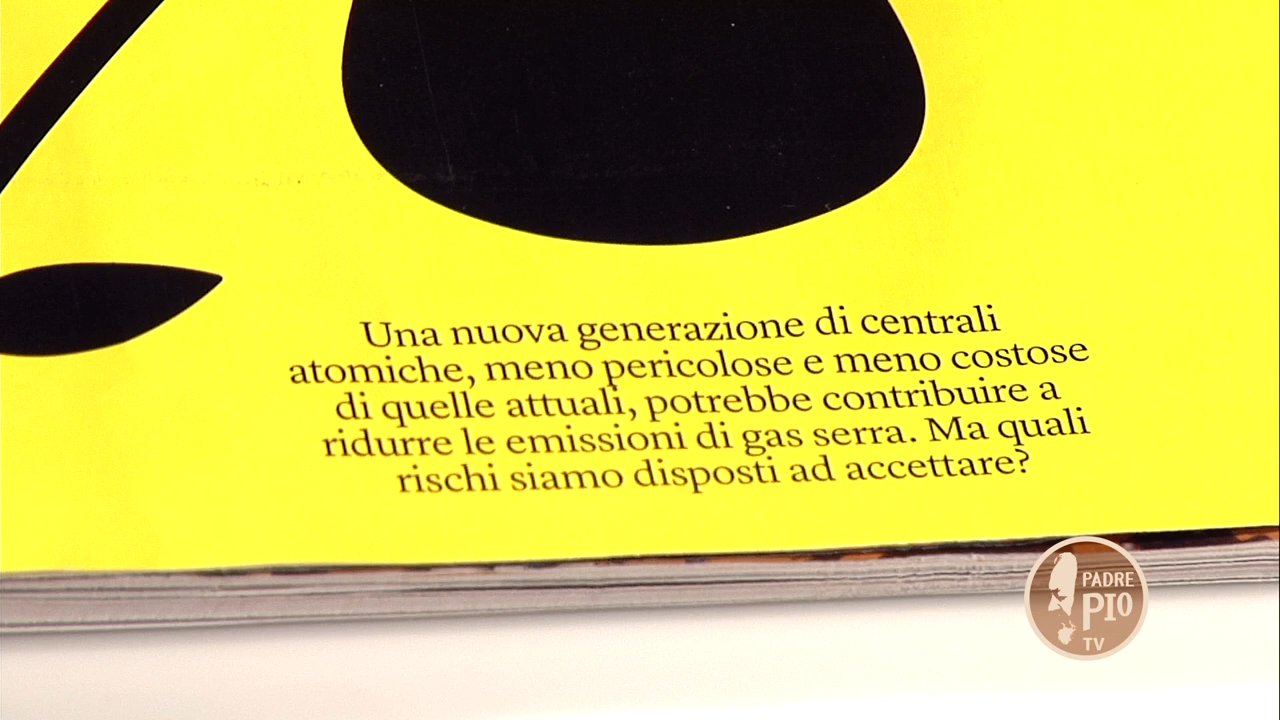 Una nuova generazione di centrali
atomiche, meno pericolose e meno costose
di quelle attuali, potrebbe contribuire a
ridurre le emissioni di gas serra. Ma quali
rischi siamo disposti ad accettare?
PADRE
PIO
TV